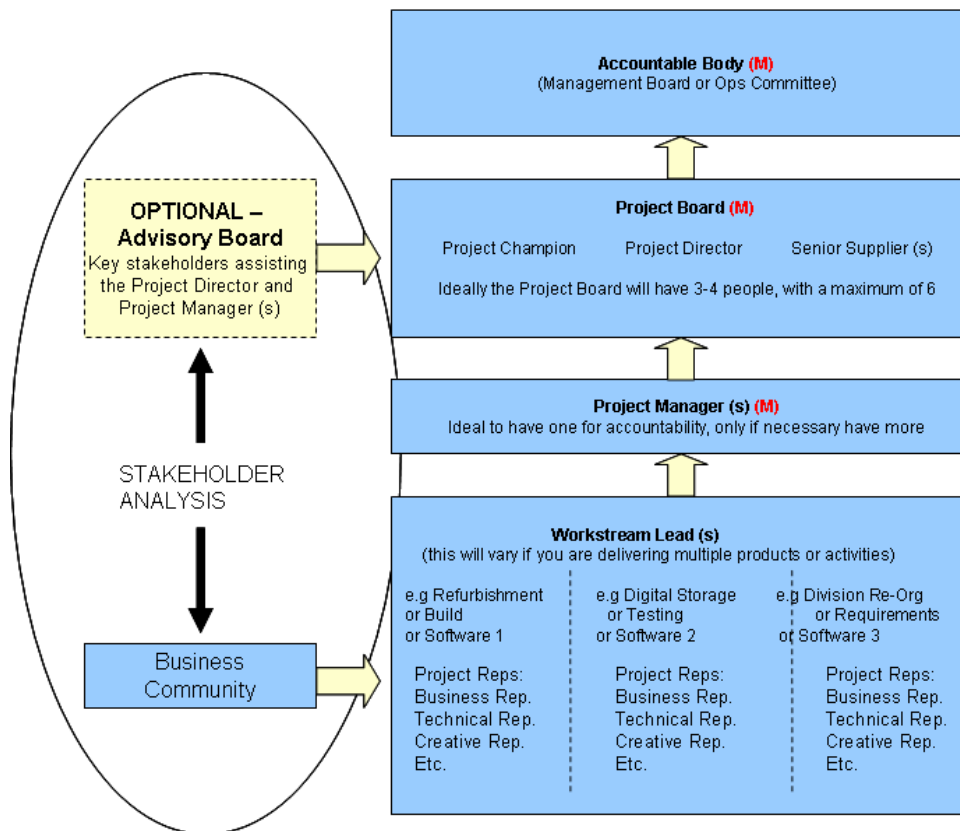 Accountable Body (M)
(Management Board or Ops Committee)
OPTIONAL –
Advisory Board
Key stakeholders assisting
the Project Director and
Project Manager (s)
Project Board (M)
Project Champion Project Director Senior Supplier (s)
Ideally the Project Board will have 3-4 people, with a maximum of 6
Project Manager (s) (M)
Ideal to have one for accountability, only if necessary have more
STAKEHOLDER
ANALYSIS
Business
Community
Workstream Lead (s)
(this will vary if you are delivering multiple products or activities)
e.g Refurbishment
or Build
or Software 1
Project Reps:
Business Rep.
Technical Rep.
Creative Rep.
Etc.
e.g Digital Storage
or Testing
or Software 2
Project Reps:
Business Rep.
Technical Rep.
Creative Rep.
Etc.
e.g Division Re-Org
or Requirements
or Software 3
Project Reps:
Business Rep.
Technical Rep.
Creative Rep.
Etc.